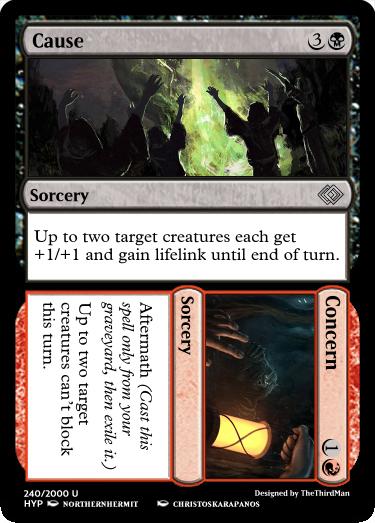 Cause
3
Sorcery
Up to two target creatures each get
+1/+1 and gain lifelink until end of turn.
Concern
1
Sorcery
Aftermath (Cast this
spell only from your
graveyard, then exile it.)
Up to two target
creatures can't block
this turn.
240/2000 U
HYP NORTHERNHERMIT CHRISTOSKARAPANOS
Designed by TheThirdMan